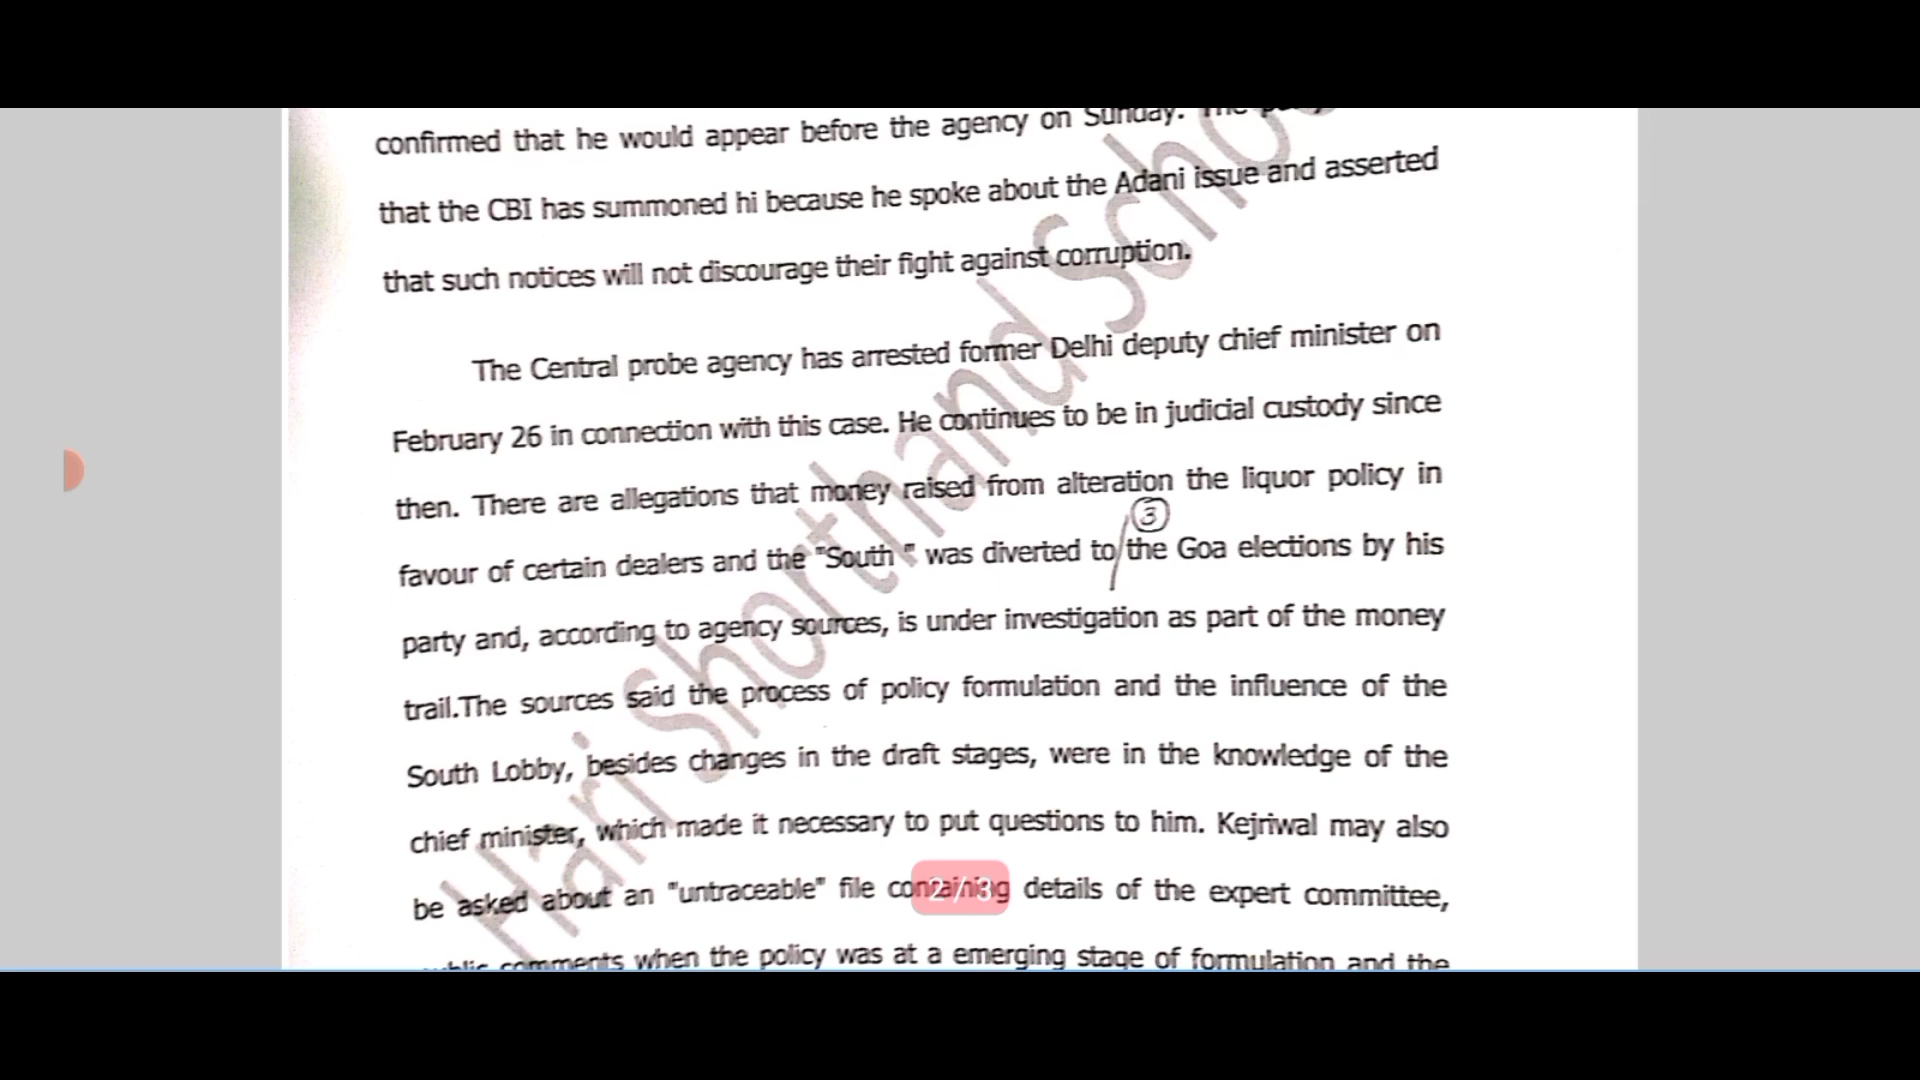 confirmed that he would appear before the agency on Sunday. The
that the CBI has summoned hi because he spoke about the Adani issue and asserted
that such notices will not discourage their fight against corruption.
The Central probe agency has arrested former Delhi deputy chief minister on
February 26 in connection with this case. He continues to be in judicial custody since
then. There are allegations that money raised from alteration the liquor policy in
3
favour of certain dealers and the "South " was diverted to/the Goa elections by his
party and, according to agency sources, is under investigation as part of the money
trail.The sources said the process of policy formulation and the influence of the
South Lobby, besides changes in the draft stages, were in the knowledge of the
chief minister, which made it necessary to put questions to him. Kejriwal may also
be asked about an "untraceable" file containing details of the expert committee,
2/3
public comments when the policy was at a emerging stage of formulation and the
Hari Shorthand School